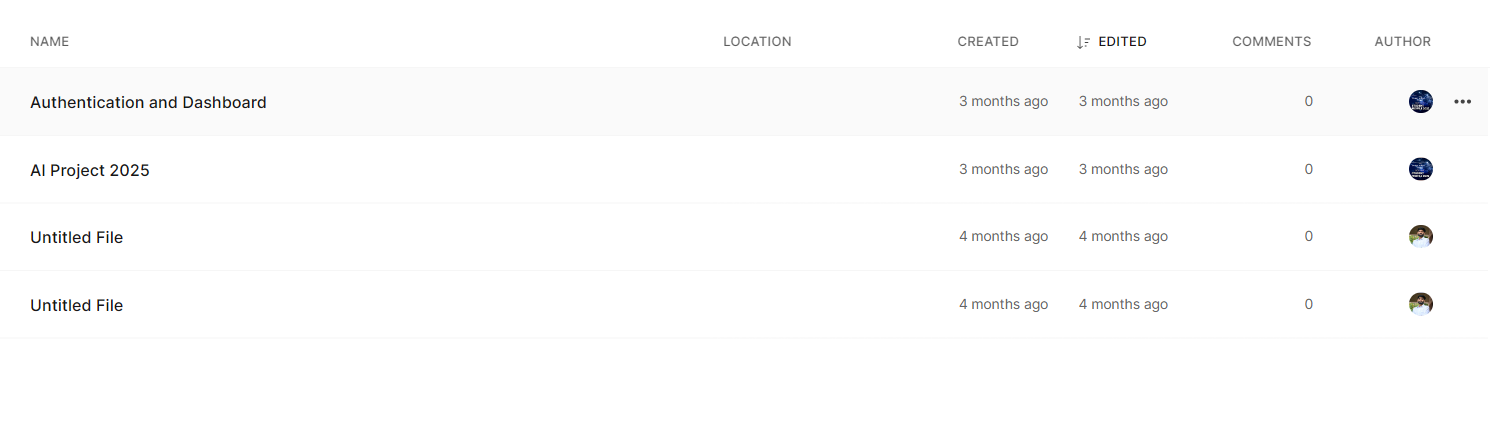 NAME LOCATION CREATED EDITED COMMENTS AUTHOR
Authentication and Dashboard 3 months ago 3 months ago 0
AI Project 2025 3 months ago 3 months ago 0
Untitled File 4 months ago 4 months ago 0
Untitled File 4 months ago 4 months ago 0